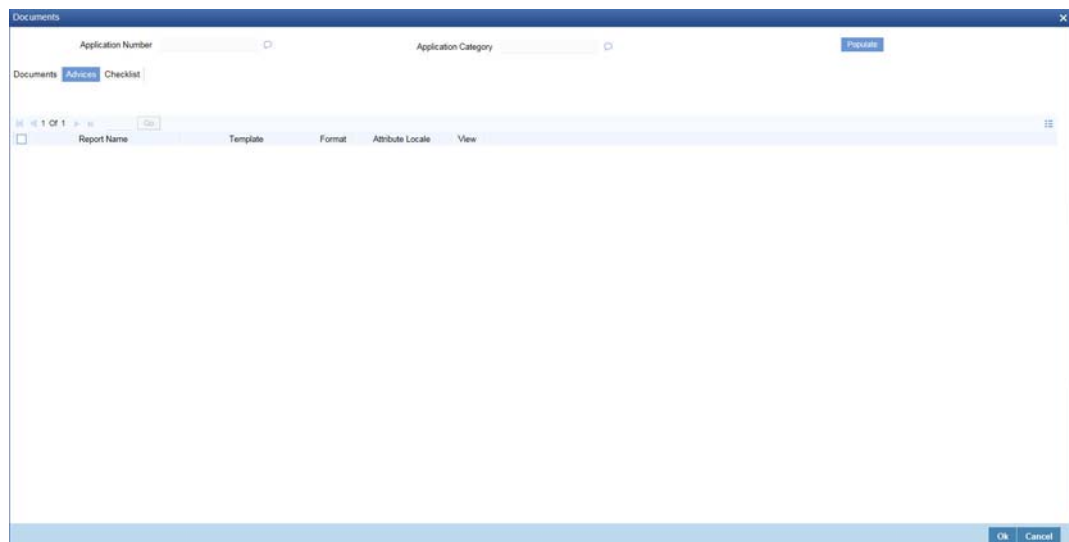 Documents
Application Number
Application Category
Populate
Documents Advices Checklist
1 Of 1 Go
Report Name Template Format Attribute Locale View
Ok Cancel